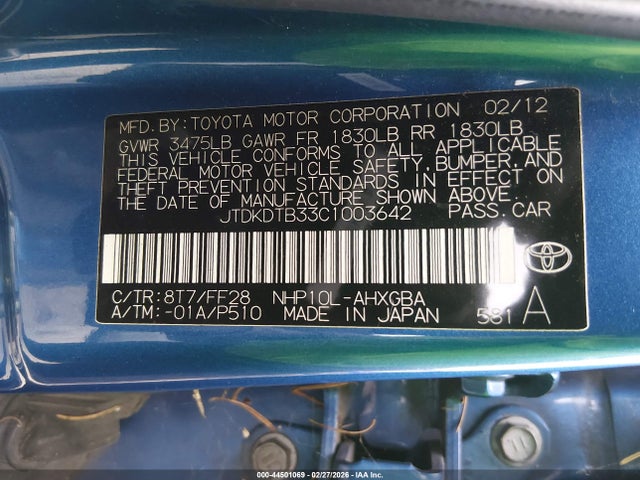 MFD.BY:TOYOTA MOTOR CORPORATION 02/12
GVWR 3475LB GAWR FR 1830LB RR 1830LB
THIS VEHICLE CONFORMS TO ALL APPLICABLE
FEDERAL MOTOR VEHICLE SAFETY,BUMPER,AND
THEFT PREVENTION STANDARDS IN EFFECT ON
THE DATE OF MANUFACTURE SHOWN ABOVE.
JTDKDTB33C1003642 PASS.CAR
C/TR:8T7/FF28 NHP10L-AHXGBA
A/TM:-01A/P510 MADE IN JAPAN 581 A
000-44501069 - 02/27/2026 - IAA Inc.